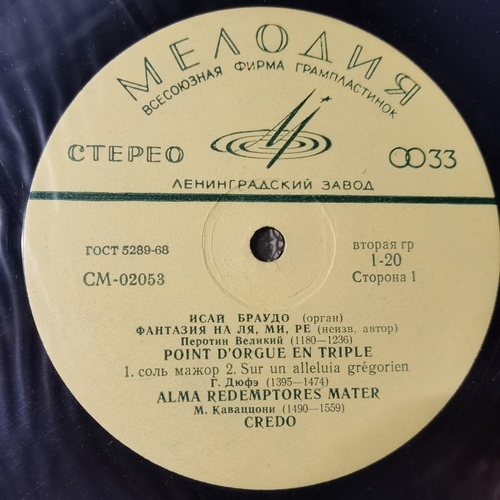 МЕЛОДИЯ
ВСЕСОЮЗНАЯ ФИРМА ГРАМПЛАСТИНОК
СТЕРЕО
33
ЛЕНИНГРАДСКИЙ ЗАВОД
ГОСТ 5289-68
СМ-02053
вторая гр
1-20
Сторона 1
ИСАЙ БРАУДО (орган)
ФАНТАЗИЯ НА ЛЯ, МИ, РЕ (неизв. автор)
Перотин Великий (1180—1236)
POINT D'ORGUE EN TRIPLE
1. соль мажор 2. Sur un alleluia grégorien
Г. Дюфэ (1395—1474)
ALMA REDEMPTORES MATER
М. Каваццони (1490—1559)
CREDO